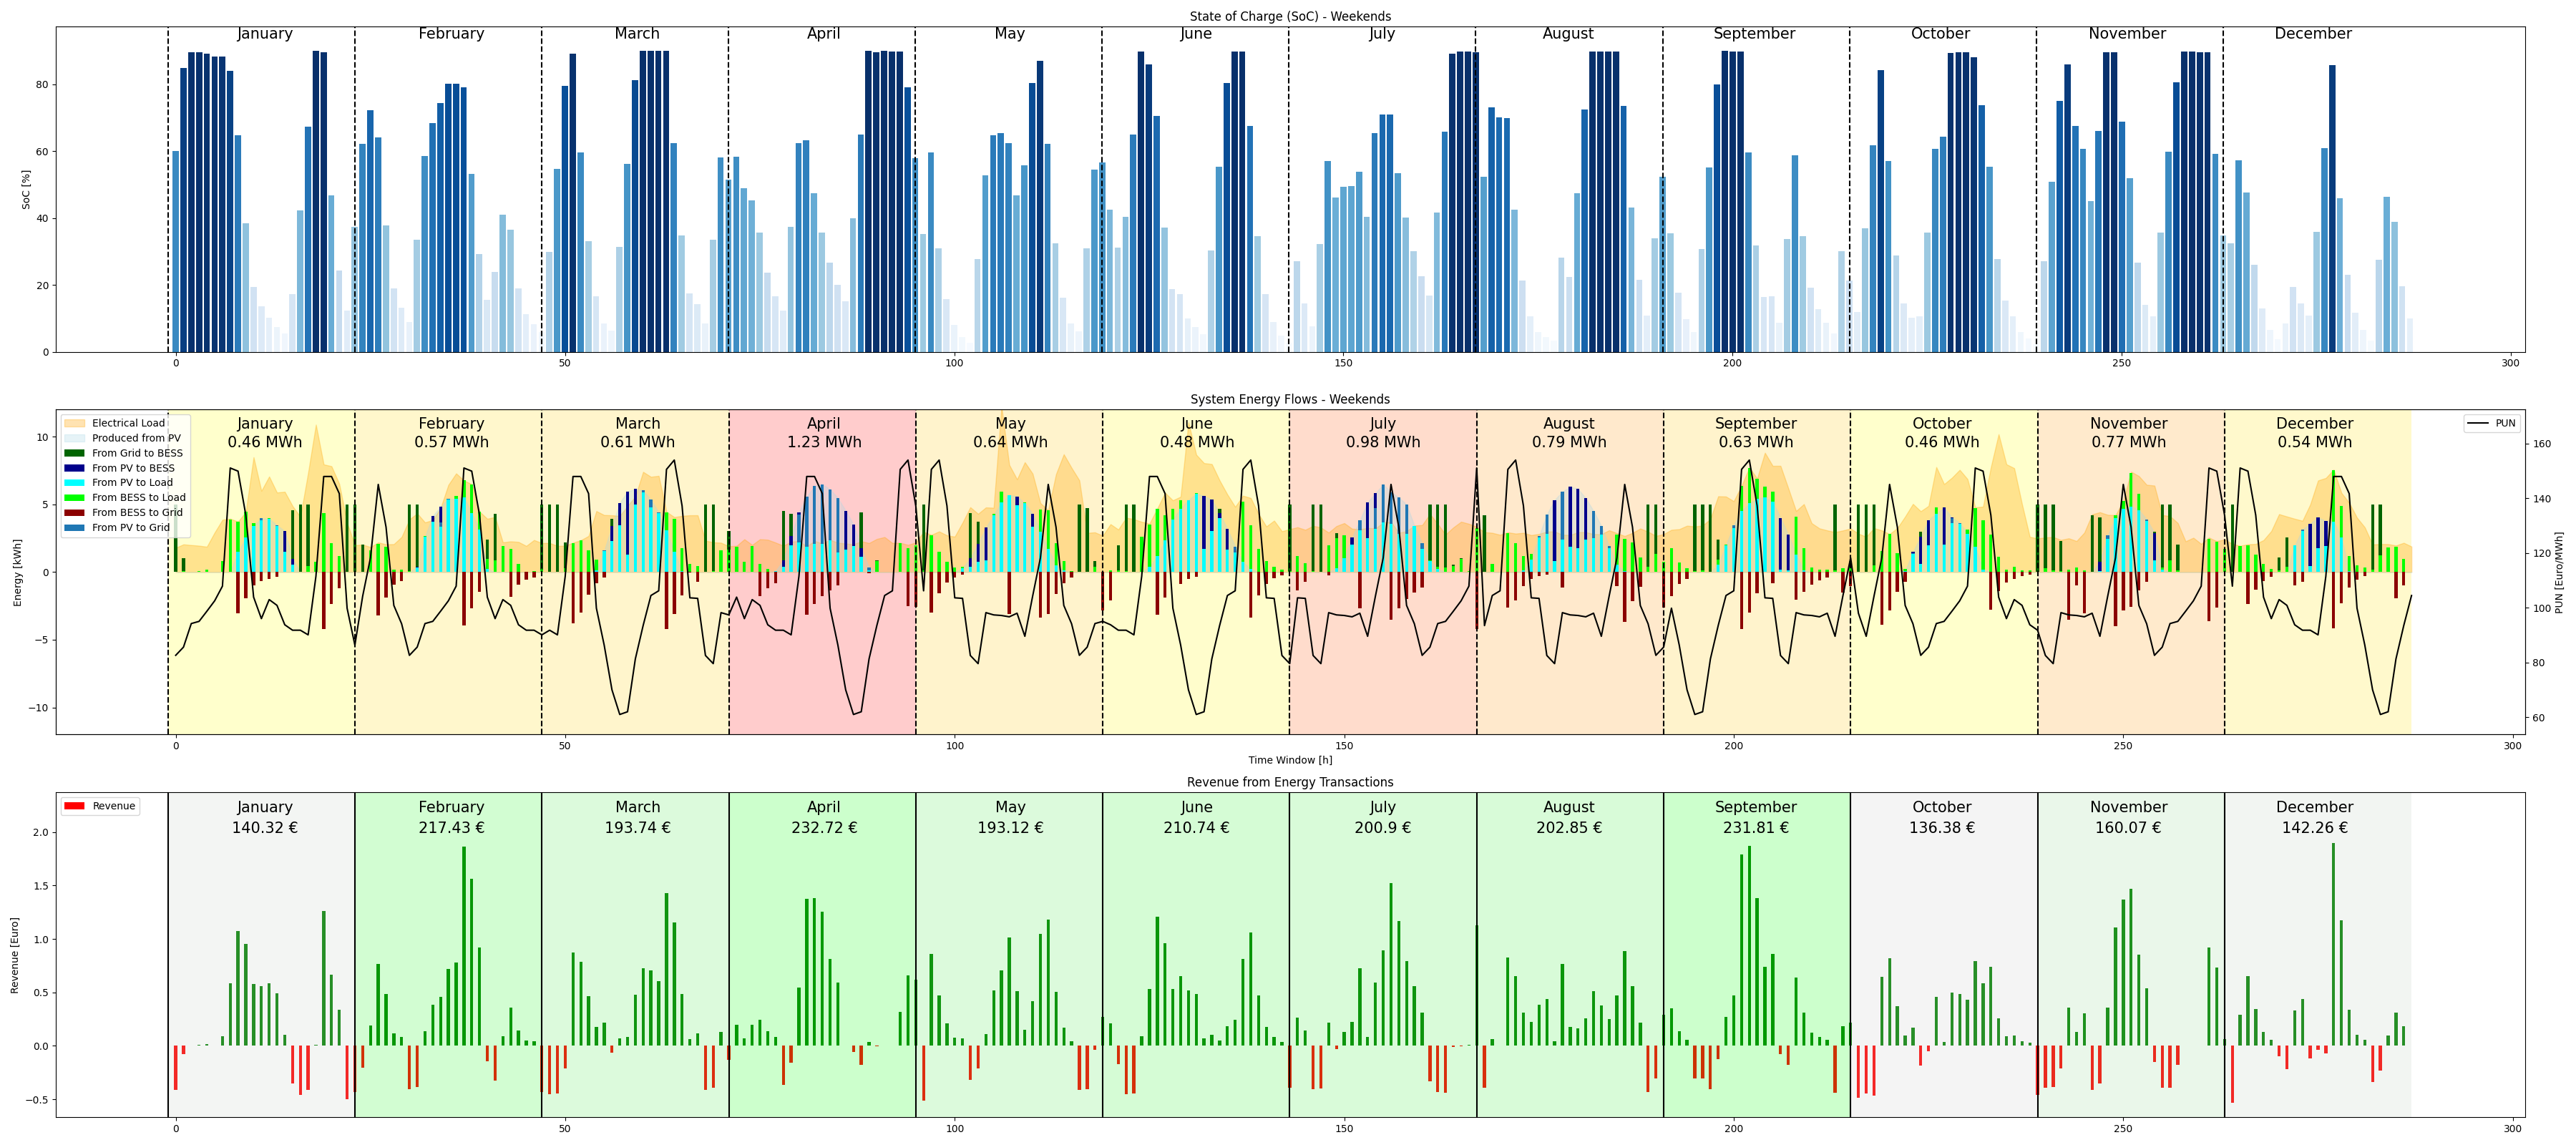 State of Charge (SoC) - Weekends
January February March April May June July August September October November December
SoC [%]
80
60
40
20
0
0 50 100 150 200 250 300
System Energy Flows - Weekends
January February March April May June July August September October November December
0.46 MWh 0.57 MWh 0.61 MWh 1.23 MWh 0.64 MWh 0.48 MWh 0.98 MWh 0.79 MWh 0.63 MWh 0.46 MWh 0.77 MWh 0.54 MWh
Electrical Load
Produced from PV
From Grid to BESS
From PV to BESS
From PV to Load
From BESS to Load
From BESS to Grid
From PV to Grid
PUN
Energy [kWh]
10
5
0
−5
−10
PUN [Euro/MWh]
160
140
120
100
80
60
0 50 100 150 200 250 300
Time Window [h]
Revenue from Energy Transactions
Revenue
January February March April May June July August September October November December
140.32 € 217.43 € 193.74 € 232.72 € 193.12 € 210.74 € 200.9 € 202.85 € 231.81 € 136.38 € 160.07 € 142.26 €
Revenue [Euro]
2.0
1.5
1.0
0.5
0.0
−0.5
0 50 100 150 200 250 300